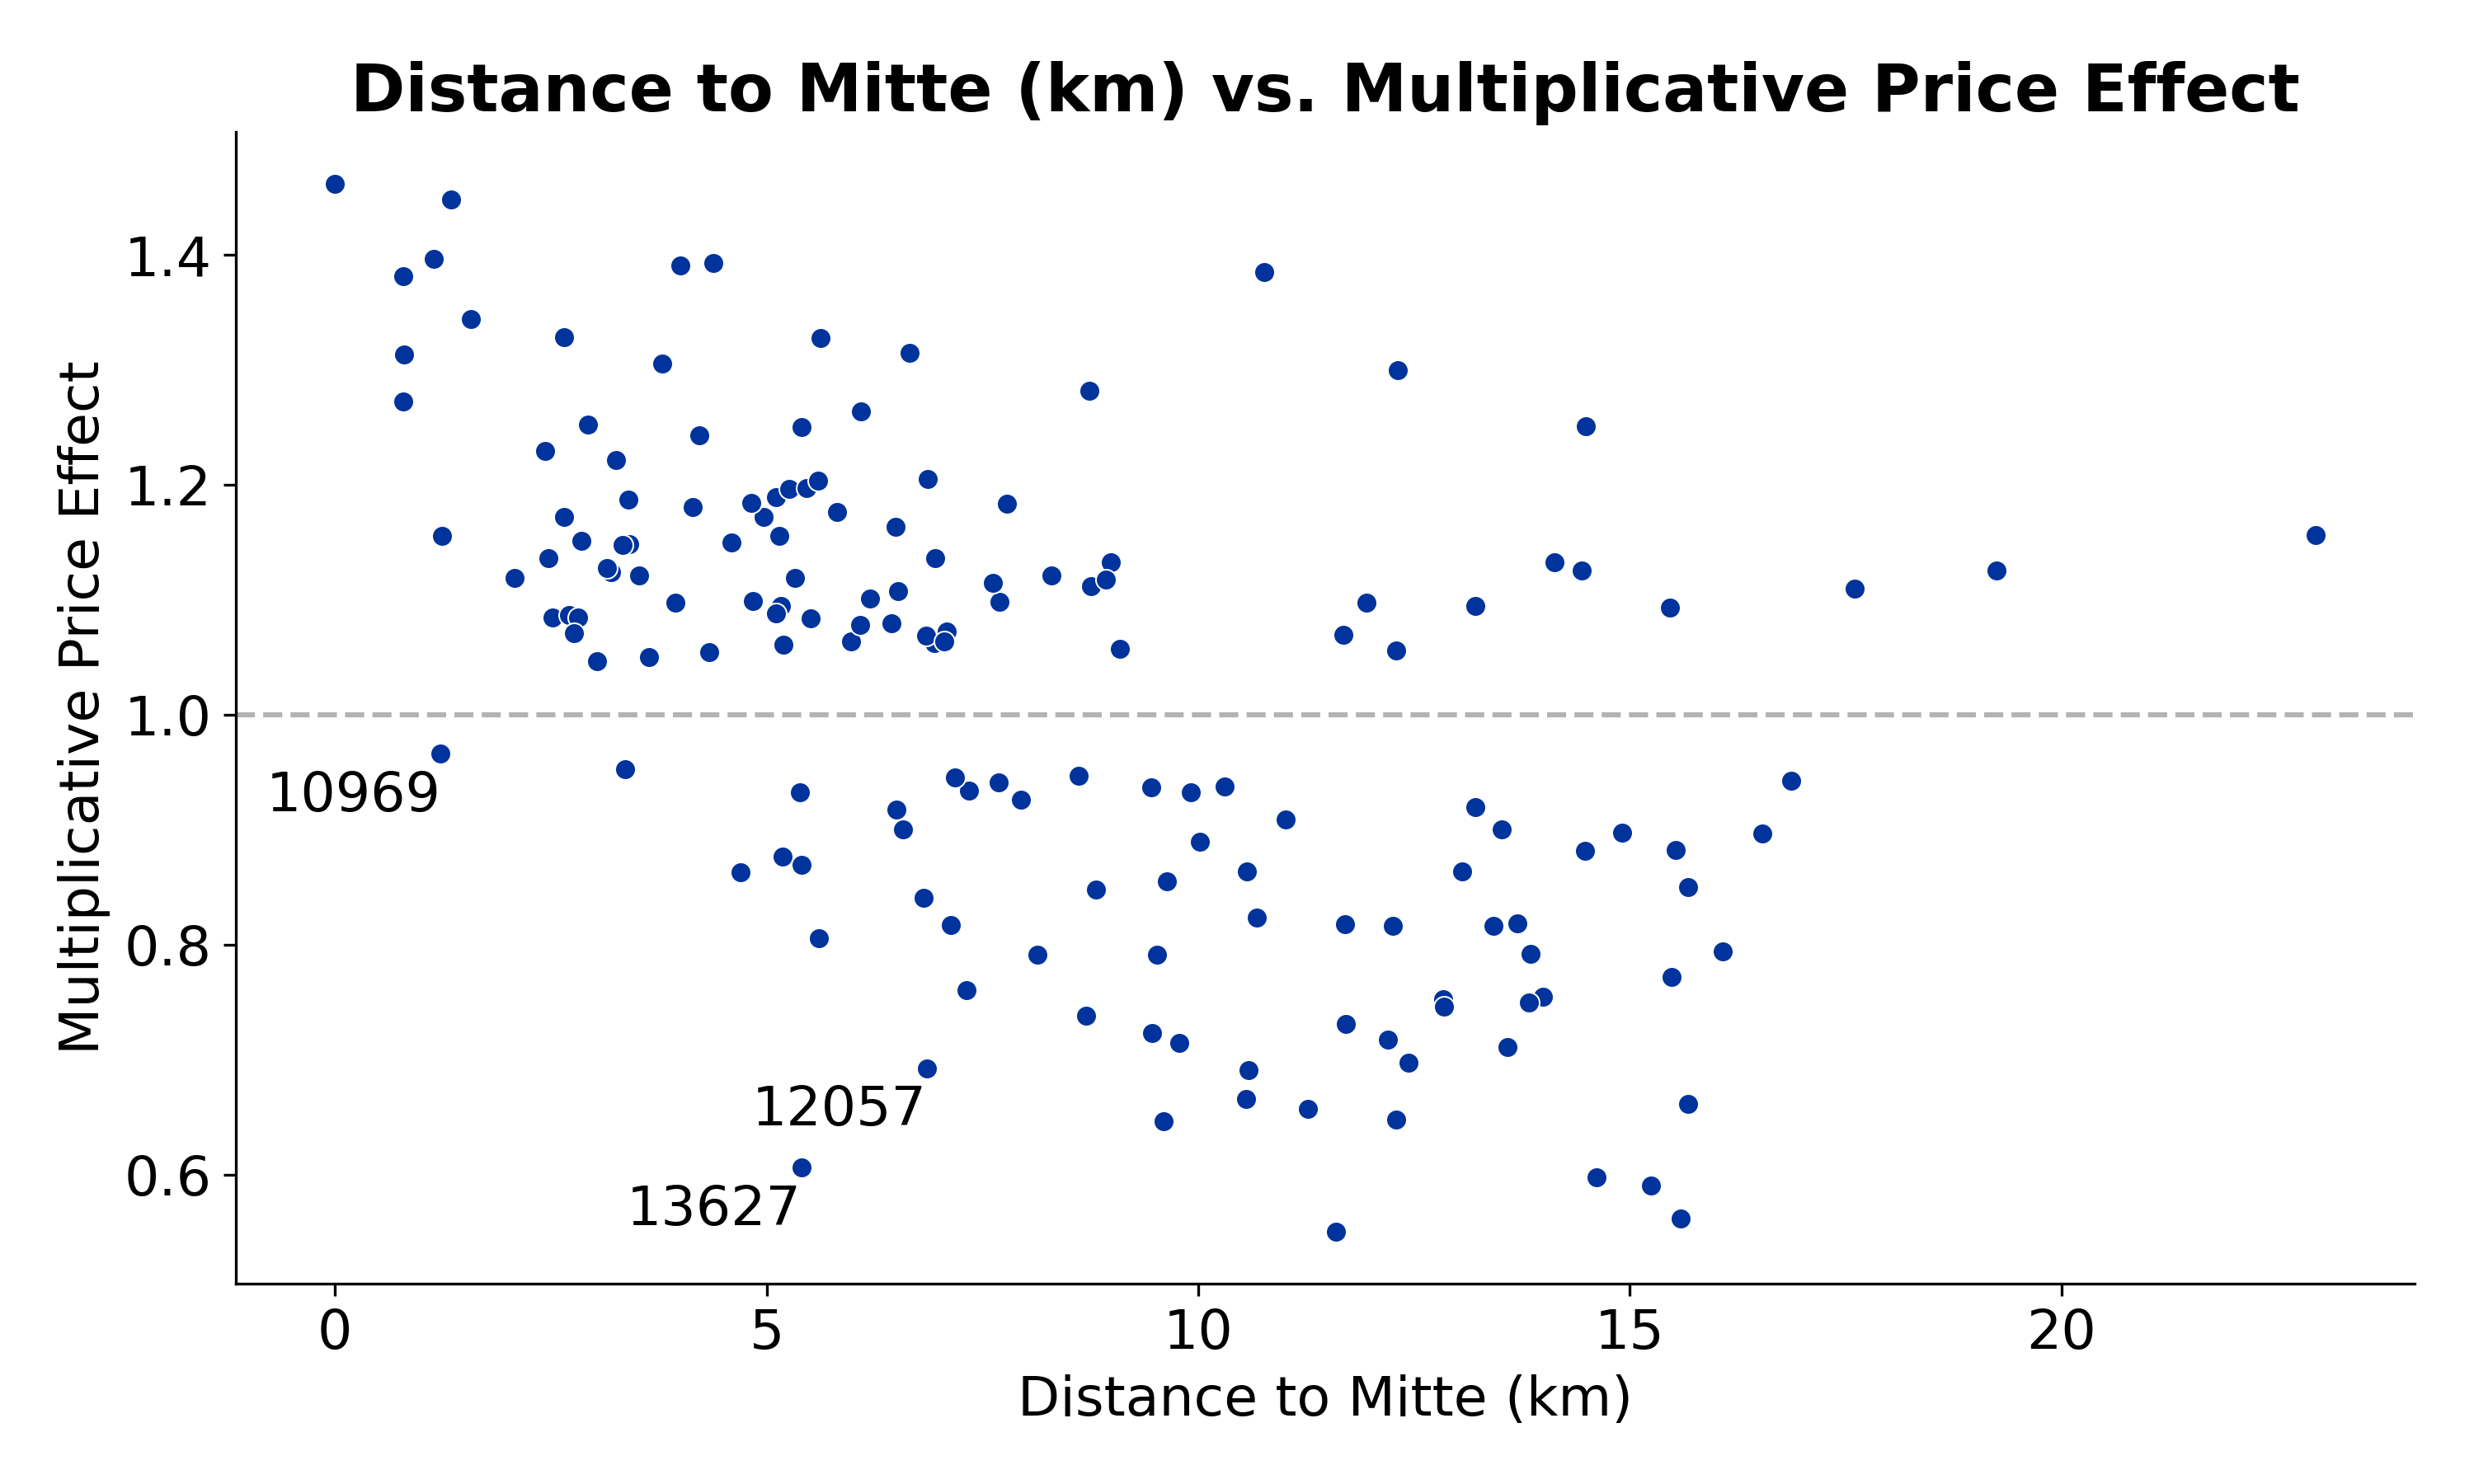 Distance to Mitte (km) vs. Multiplicative Price Effect
Multiplicative Price Effect
1.4
1.2
1.0
0.8
0.6
10969
12057
13627
0 5 10 15 20
Distance to Mitte (km)